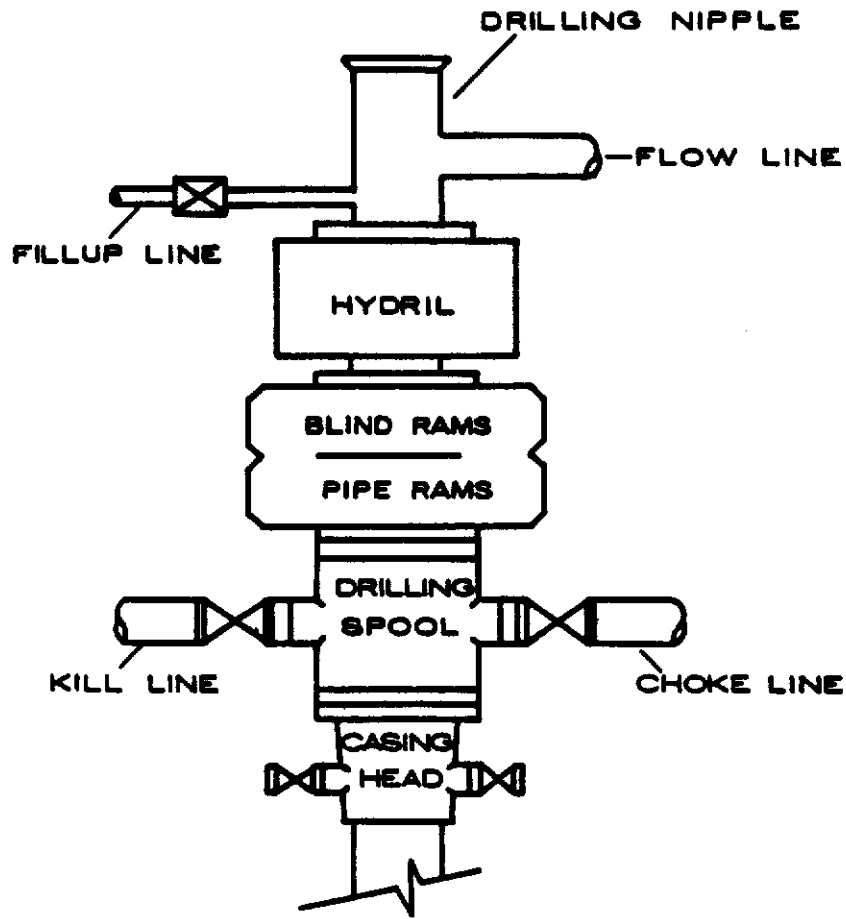 DRILLING NIPPLE
FLOW LINE
FILLUP LINE
HYDRIL
BLIND RAMS
PIPE RAMS
DRILLING
SPOOL
KILL LINE
CHOKE LINE
CASING
HEAD